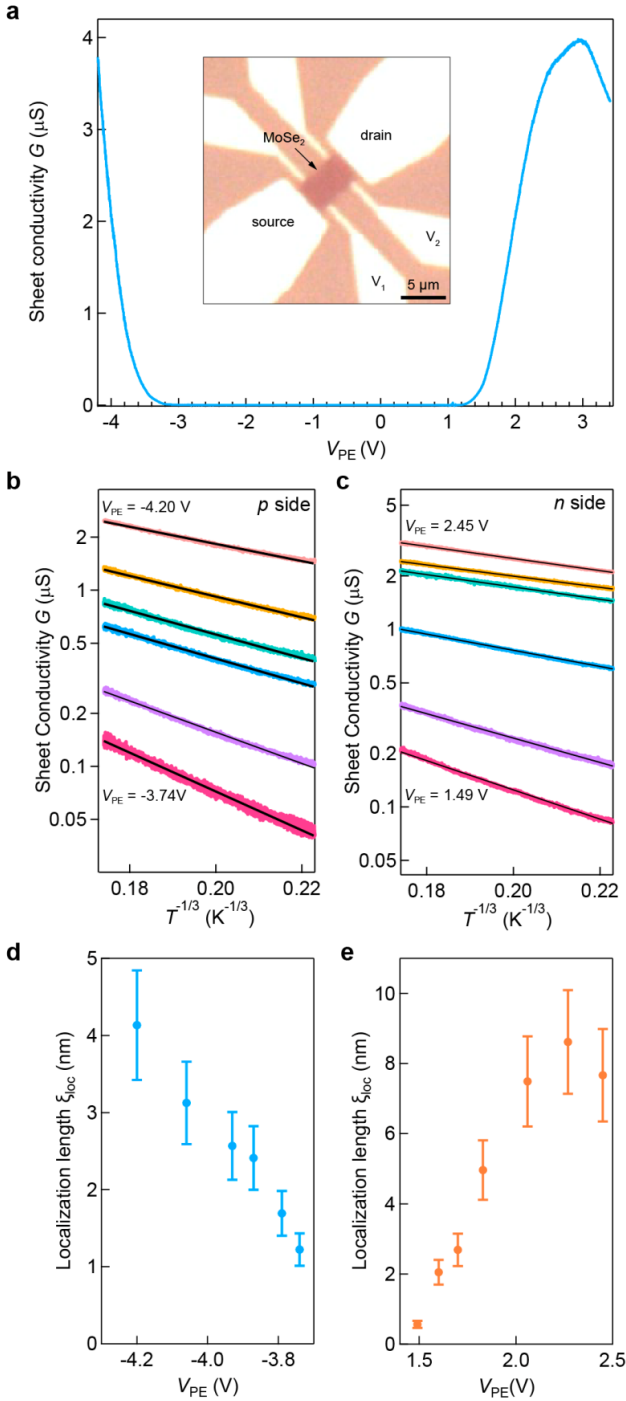 a
Sheet conductivity G (μS)
4
3
2
1
0
MoSe2
drain
source
V2
V1
5 μm
-4 -3 -2 -1 0 1 2 3
VPE (V)
b
VPE = -4.20 V
p side
Sheet Conductivity G (μS)
2
1
0.5
0.2
0.1
0.05
VPE = -3.74V
0.18 0.20 0.22
T-1/3 (K-1/3)
c
n side
VPE = 2.45 V
Sheet Conductivity G (μS)
5
2
1
0.5
0.2
0.1
0.05
VPE = 1.49 V
0.18 0.20 0.22
T-1/3 (K-1/3)
d
Localization length ξloc (nm)
5
4
3
2
1
0
-4.2 -4.0 -3.8
VPE (V)
e
Localization length ξloc (nm)
10
8
6
4
2
0
1.5 2.0 2.5
VPE(V)